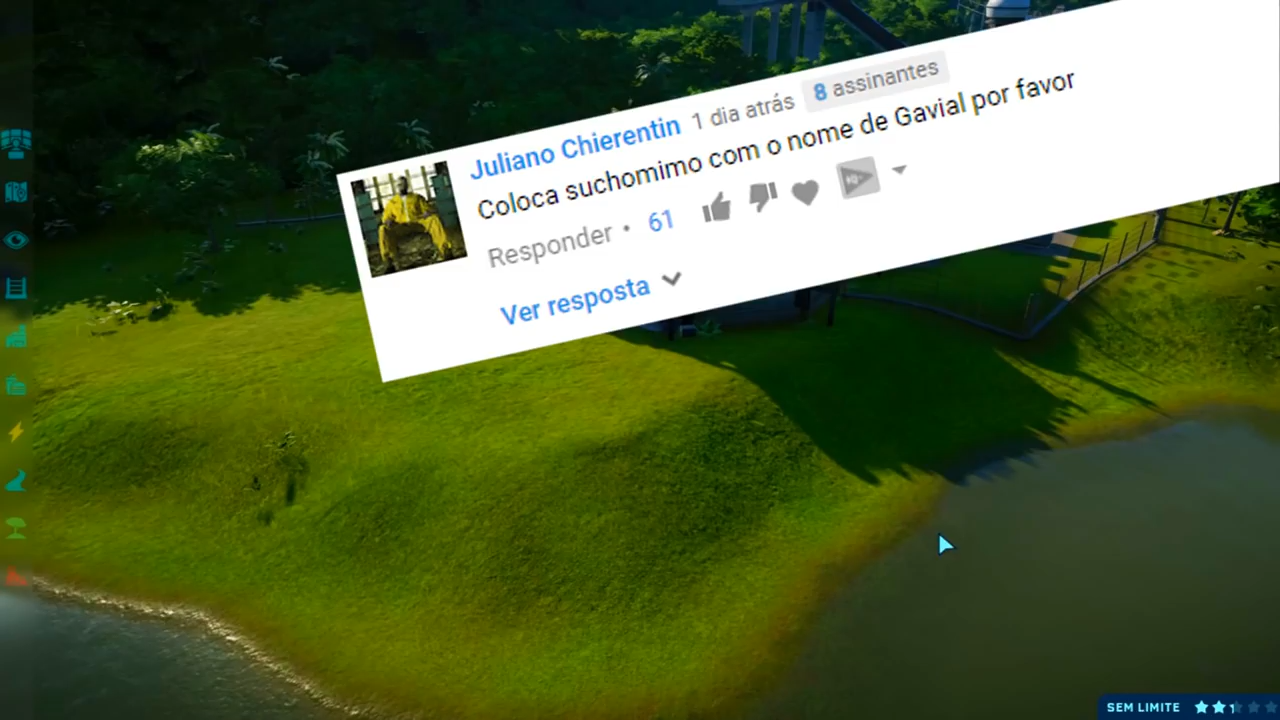 Juliano Chierentin 1 dia atrás 8 assinantes
Coloca suchomimo com o nome de Gavial por favor
Responder • 61
Ver resposta
SEM LIMITE